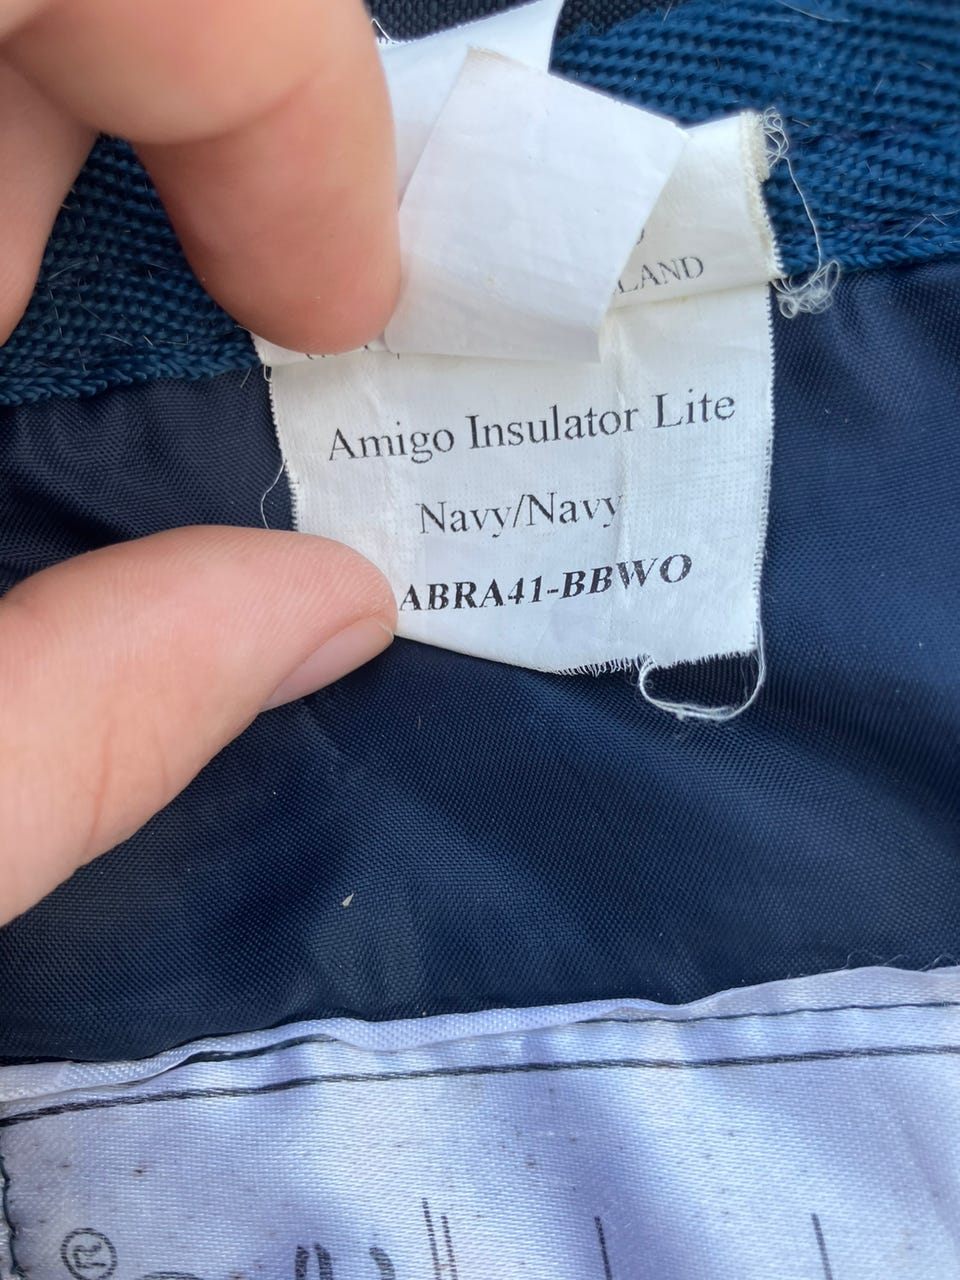 LAND
Amigo Insulator Lite
Navy/Navy
ABRA41-BBWO
®